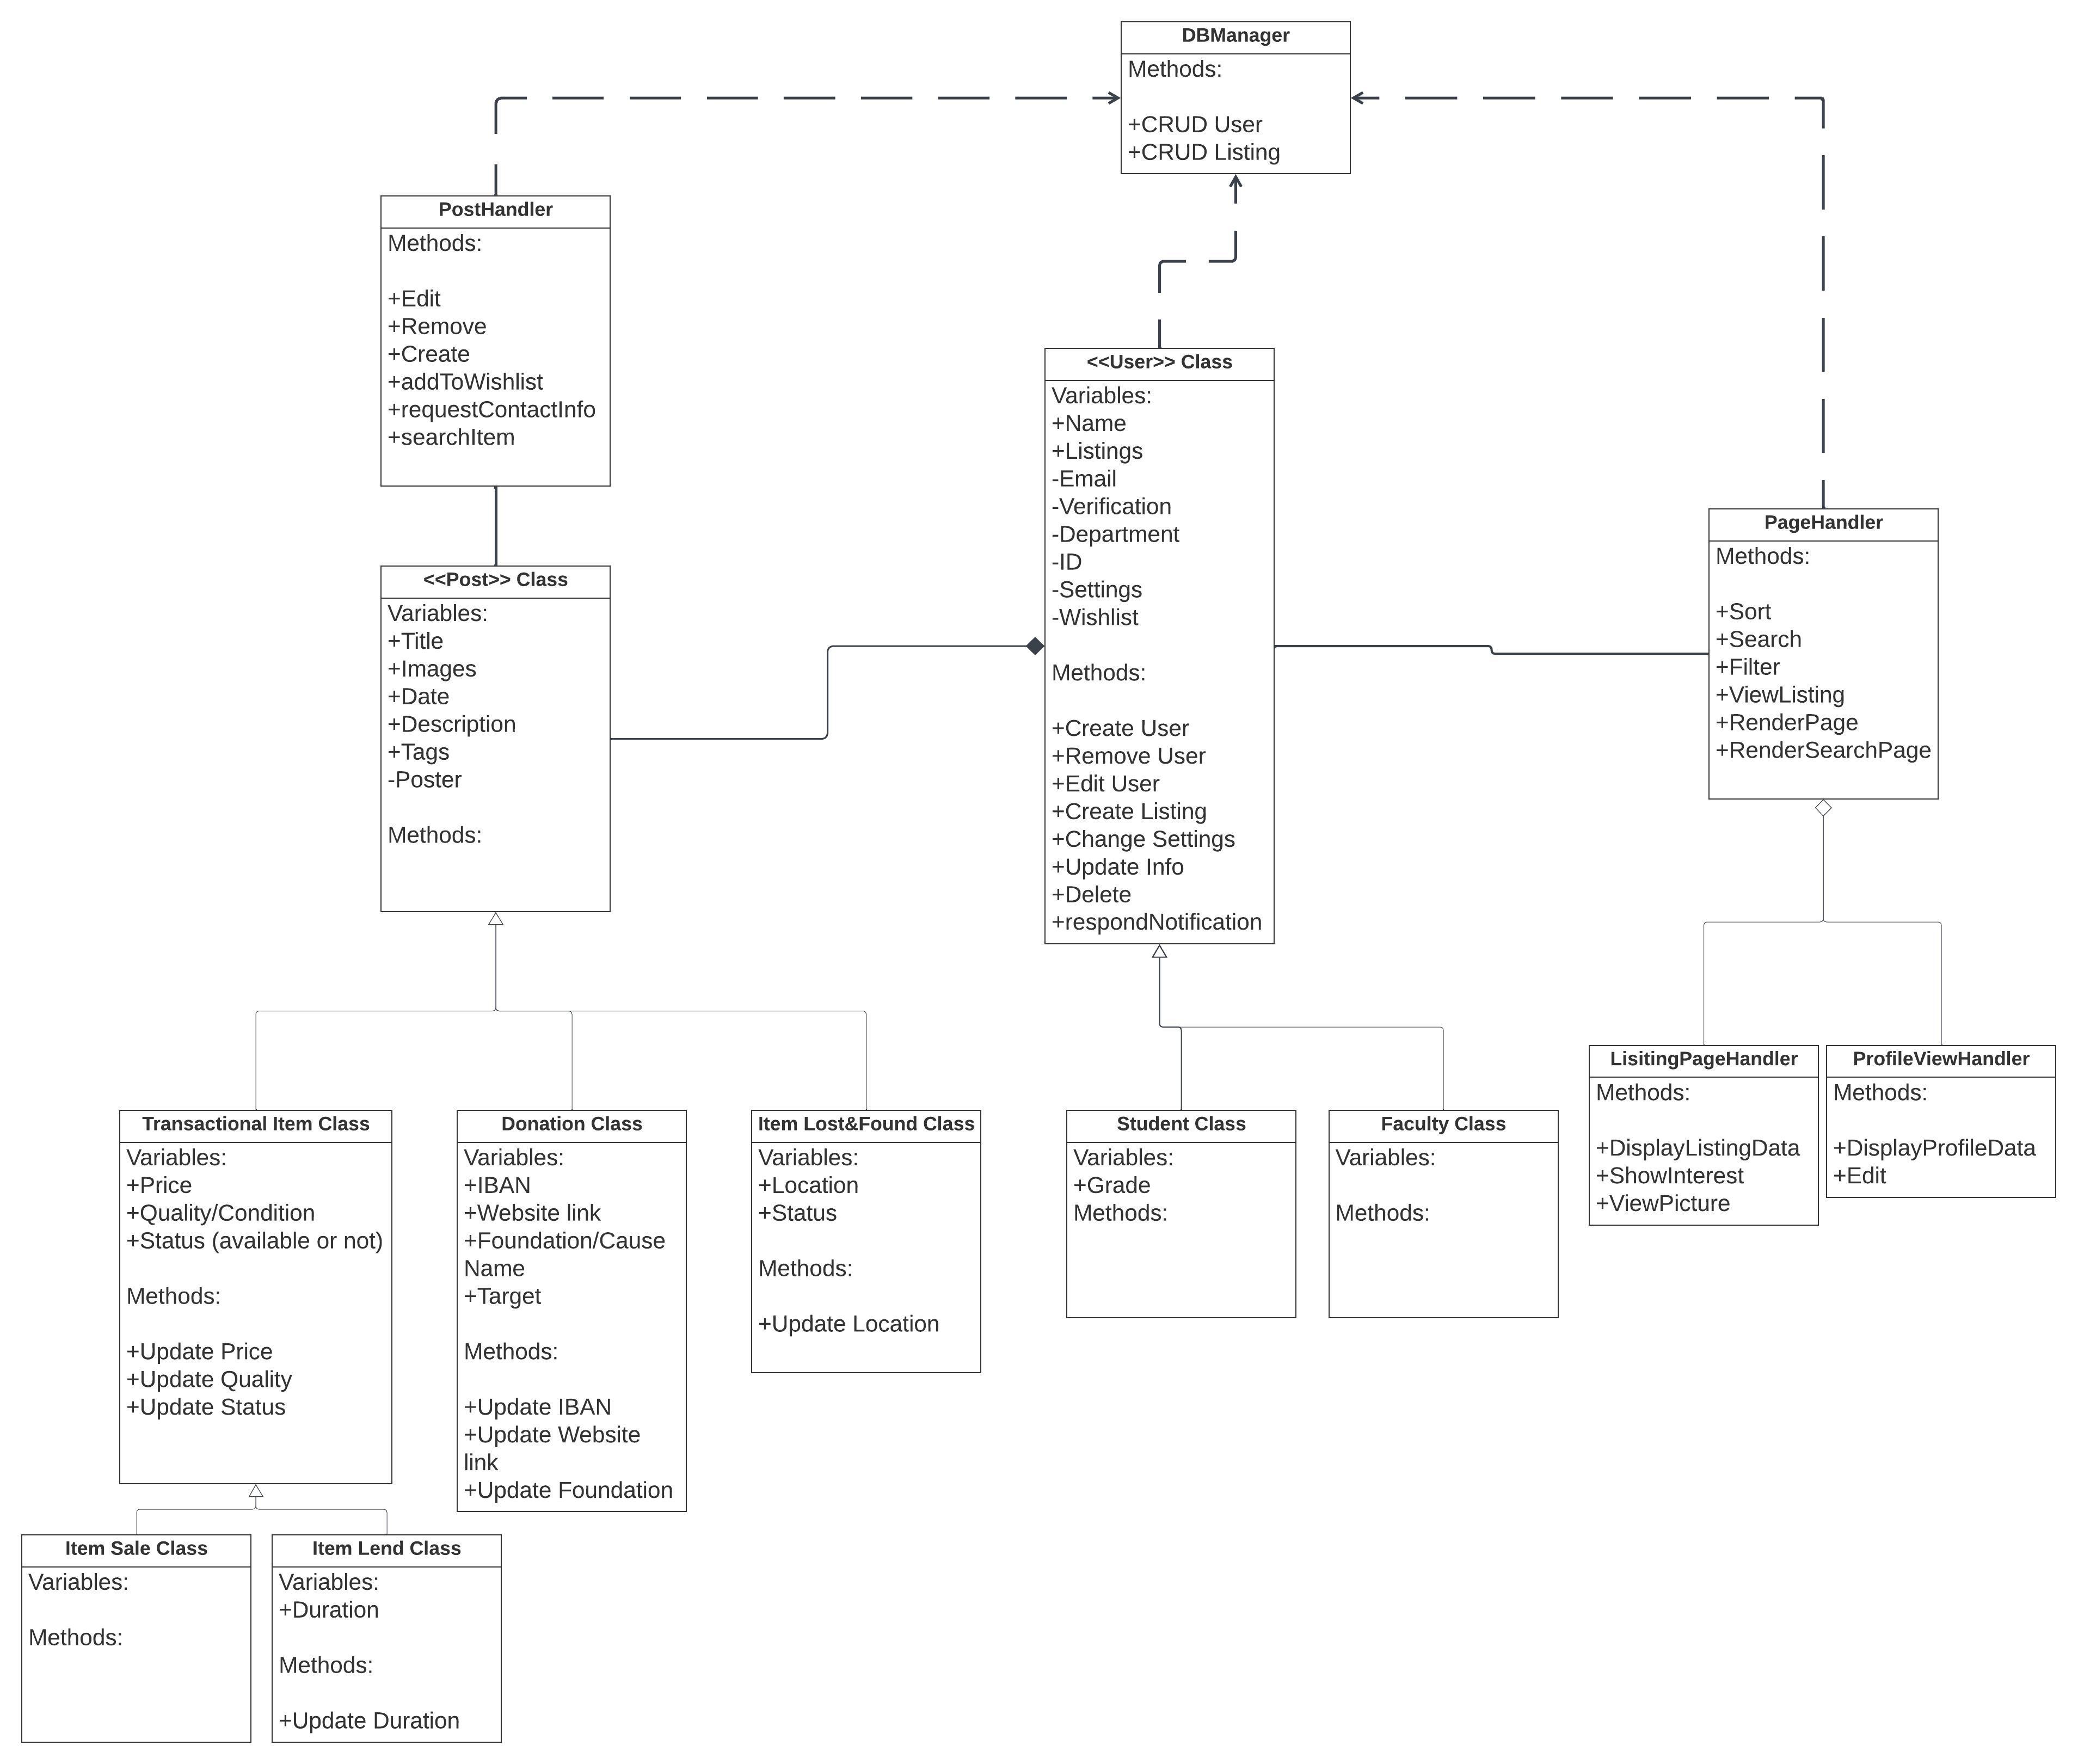 DBManager
Methods:
+CRUD User
+CRUD Listing
PostHandler
Methods:
+Edit
+Remove
+Create
+addToWishlist
+requestContactInfo
+searchItem
<<User>> Class
Variables:
+Name
+Listings
-Email
-Verification
-Department
-ID
-Settings
-Wishlist
Methods:
+Create User
+Remove User
+Edit User
+Create Listing
+Change Settings
+Update Info
+Delete
+respondNotification
PageHandler
Methods:
+Sort
+Search
+Filter
+ViewListing
+RenderPage
+RenderSearchPage
<<Post>> Class
Variables:
+Title
+Images
+Date
+Description
+Tags
-Poster
Methods:
LisitingPageHandler
Methods:
+DisplayListingData
+ShowInterest
+ViewPicture
ProfileViewHandler
Methods:
+DisplayProfileData
+Edit
Transactional Item Class
Variables:
+Price
+Quality/Condition
+Status (available or not)
Methods:
+Update Price
+Update Quality
+Update Status
Donation Class
Variables:
+IBAN
+Website link
+Foundation/Cause
Name
+Target
Methods:
+Update IBAN
+Update Website
link
+Update Foundation
Item Lost&Found Class
Variables:
+Location
+Status
Methods:
+Update Location
Student Class
Variables:
+Grade
Methods:
Faculty Class
Variables:
Methods:
Item Sale Class
Variables:
Methods:
Item Lend Class
Variables:
+Duration
Methods:
+Update Duration